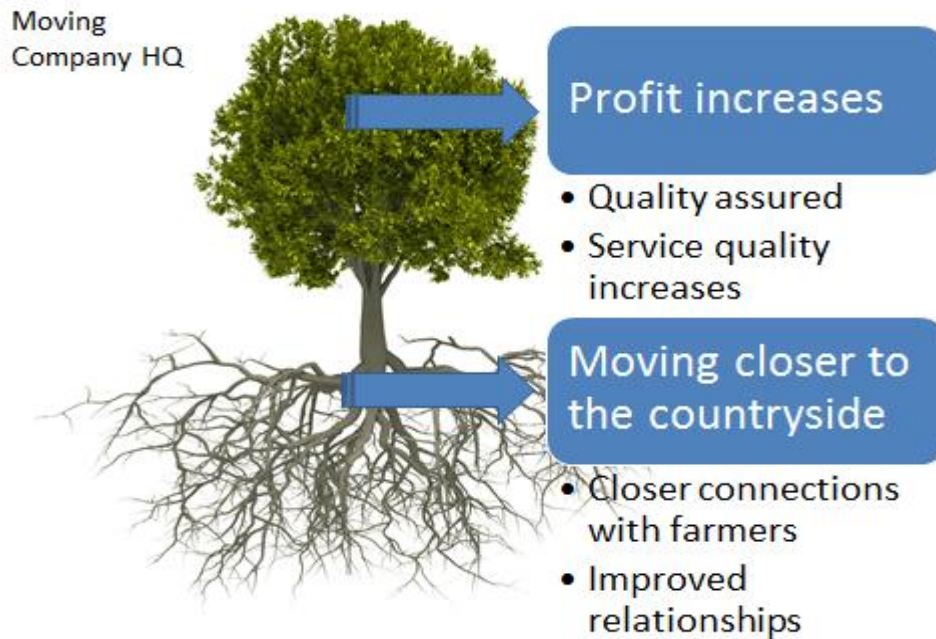 Moving
Company HQ
Profit increases
• Quality assured
• Service quality
increases
Moving closer to
the countryside
• Closer connections
with farmers
• Improved
relationships